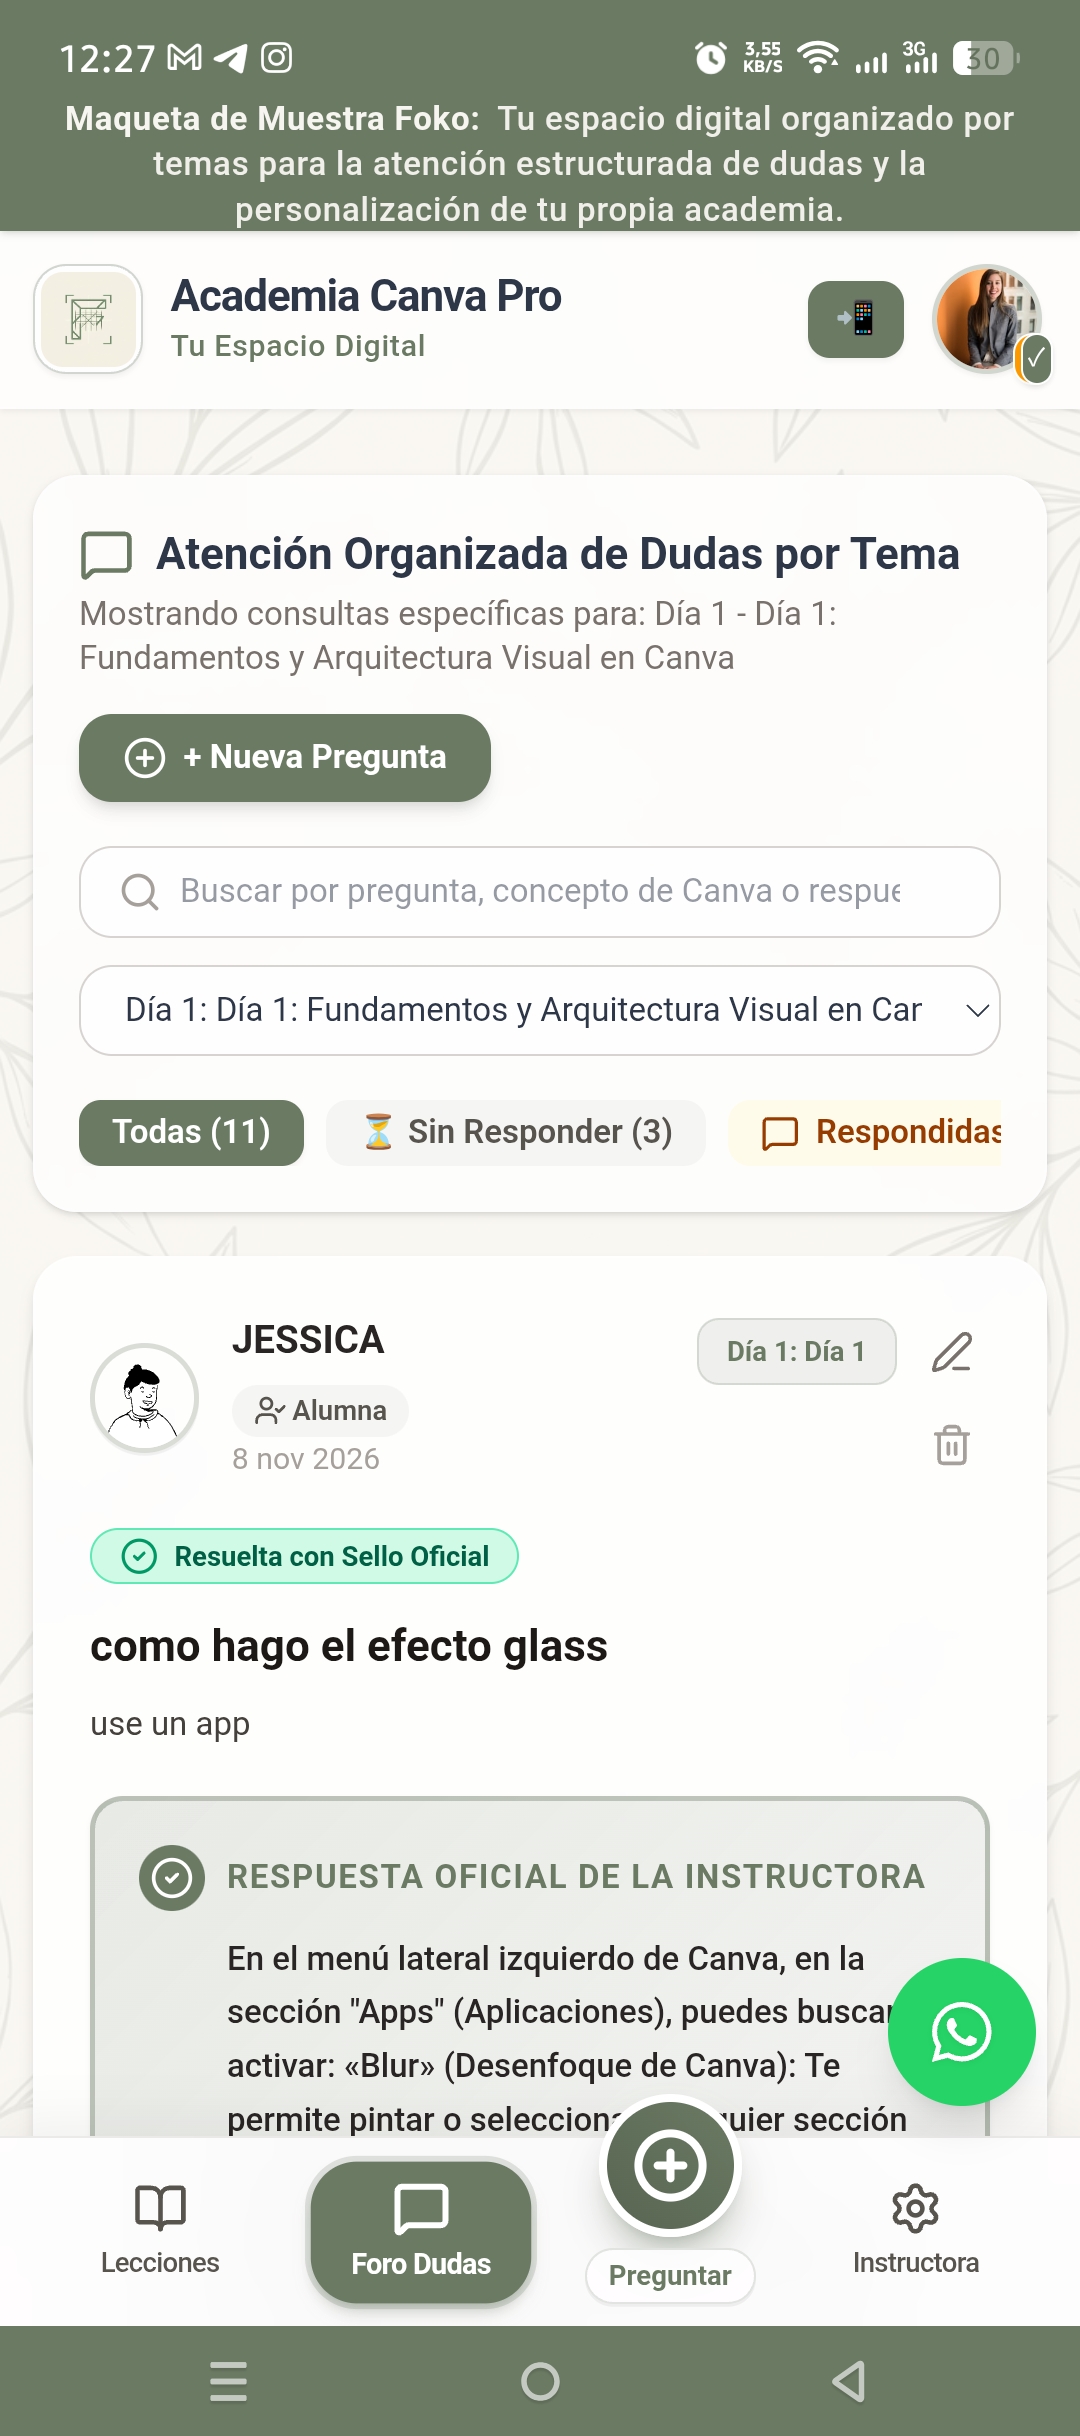 12:27
3,55
KB/S
3G
30
Maqueta de Muestra Foko: Tu espacio digital organizado por
temas para la atención estructurada de dudas y la
personalización de tu propia academia.
Academia Canva Pro
Tu Espacio Digital
Atención Organizada de Dudas por Tema
Mostrando consultas específicas para: Día 1 - Día 1:
Fundamentos y Arquitectura Visual en Canva
+ Nueva Pregunta
Buscar por pregunta, concepto de Canva o respue
Día 1: Día 1: Fundamentos y Arquitectura Visual en Can
Todas (11)
Sin Responder (3)
Respondidas
JESSICA
Día 1: Día 1
Alumna
8 nov 2026
Resuelta con Sello Oficial
como hago el efecto glass
use un app
RESPUESTA OFICIAL DE LA INSTRUCTORA
En el menú lateral izquierdo de Canva, en la
sección "Apps" (Aplicaciones), puedes buscar
activar: «Blur» (Desenfoque de Canva): Te
permite pintar o sección
Lecciones
Foro Dudas
Preguntar
Instructora